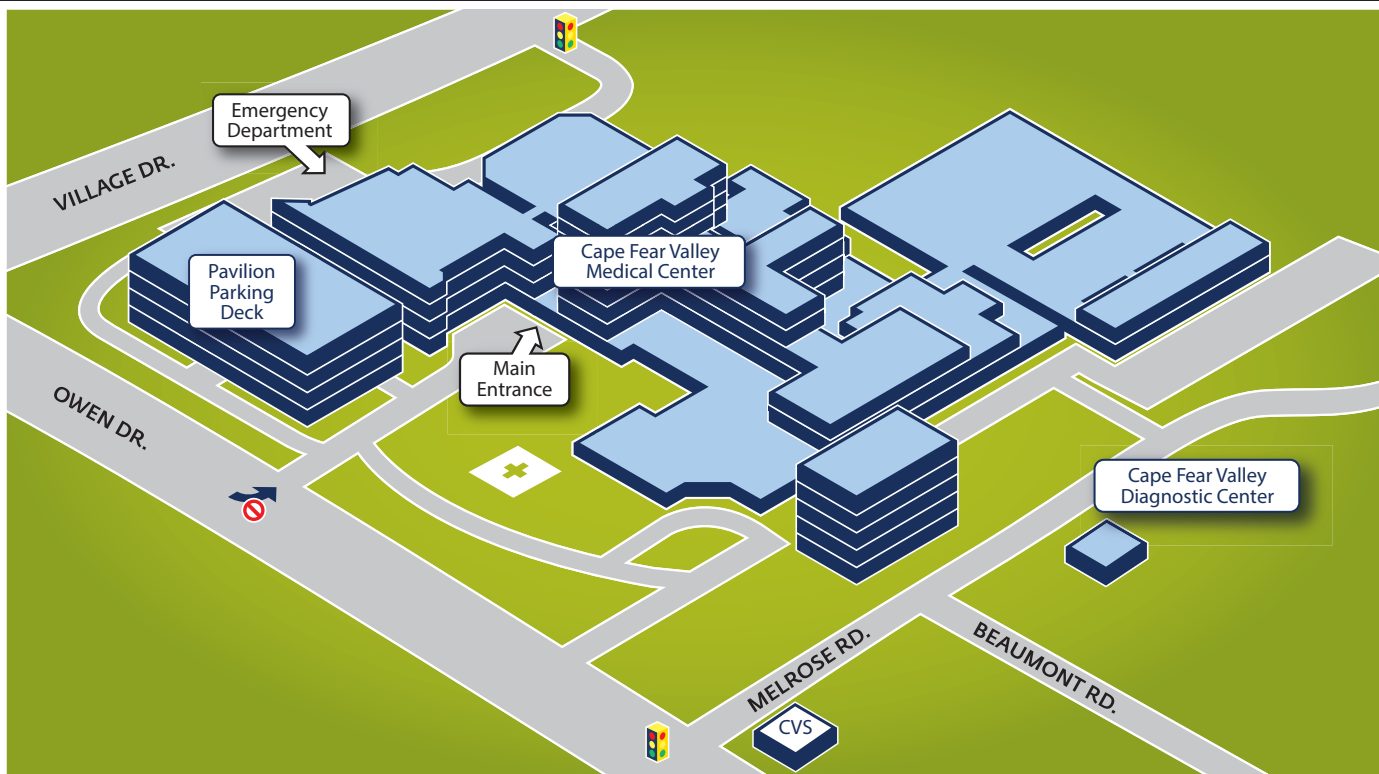 Emergency
Department
VILLAGE DR.
Pavilion
Parking
Deck
Cape Fear Valley
Medical Center
Main
Entrance
OWEN DR.
Cape Fear Valley
Diagnostic Center
MELROSE RD.
BEAUMONT RD.
CVS